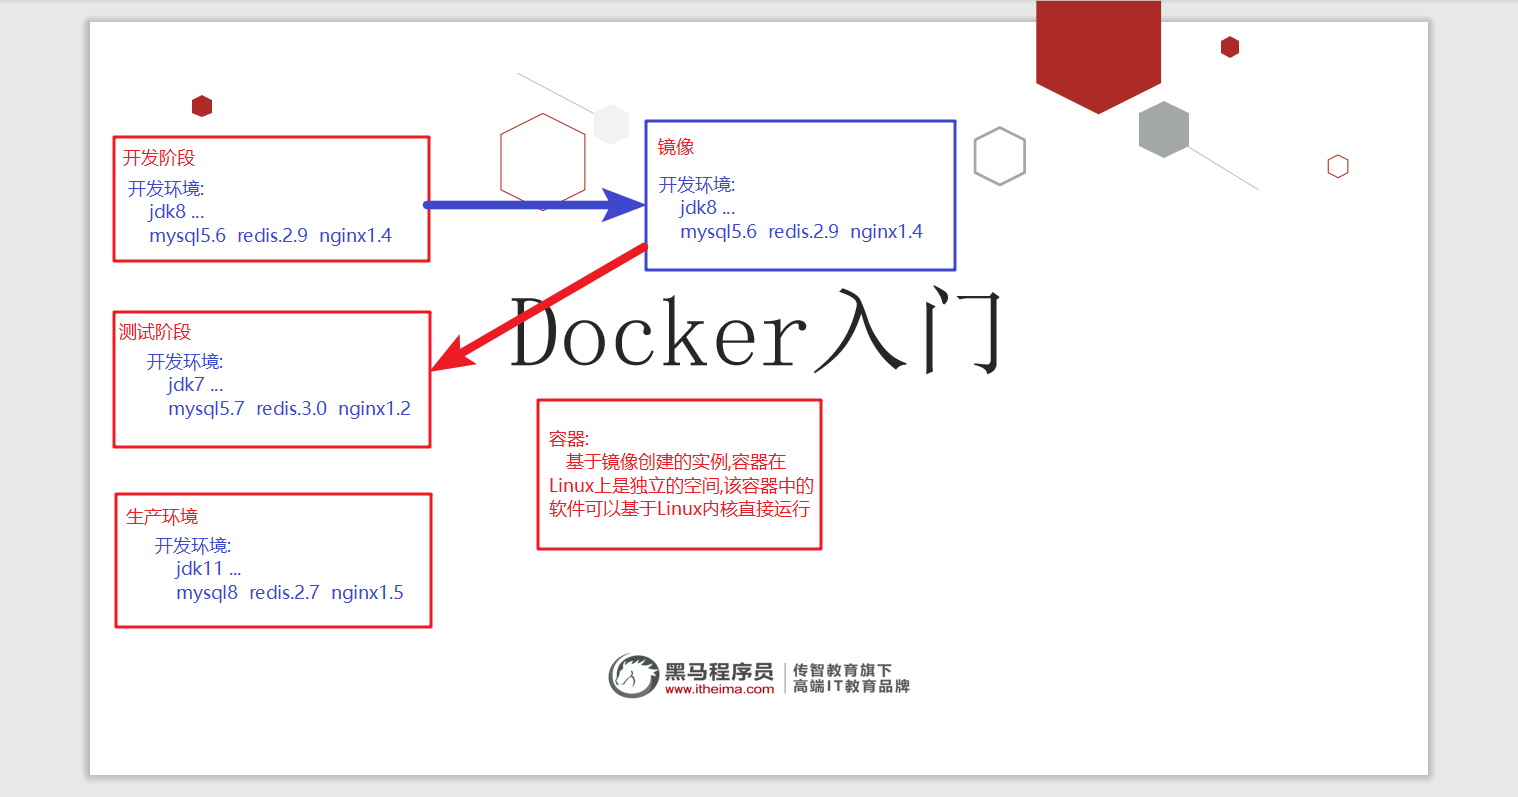 开发阶段
开发环境:
jdk8 ...
mysql5.6 redis.2.9 nginx1.4
镜像
开发环境:
jdk8 ...
mysql5.6 redis.2.9 nginx1.4
Docker入门
测试阶段
开发环境:
jdk7 ...
mysql5.7 redis.3.0 nginx1.2
容器:
基于镜像创建的实例,容器在
Linux上是独立的空间,该容器中的
软件可以基于Linux内核直接运行
生产环境
开发环境:
jdk11 ...
mysql8 redis.2.7 nginx1.5
黑马程序员
www.itheima.com
传智教育旗下
高端IT教育品牌